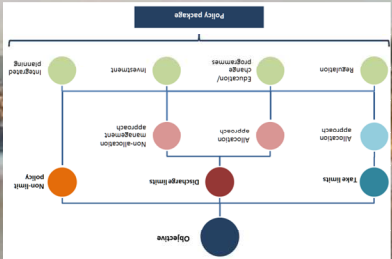 Objective
Take limits
Discharge limits
Non-limit
policy
Allocation
approach
Allocation
approach
Non-allocation
management
approach
Regulation
Education/
change
programmes
Investment
Integrated
planning
Policy package